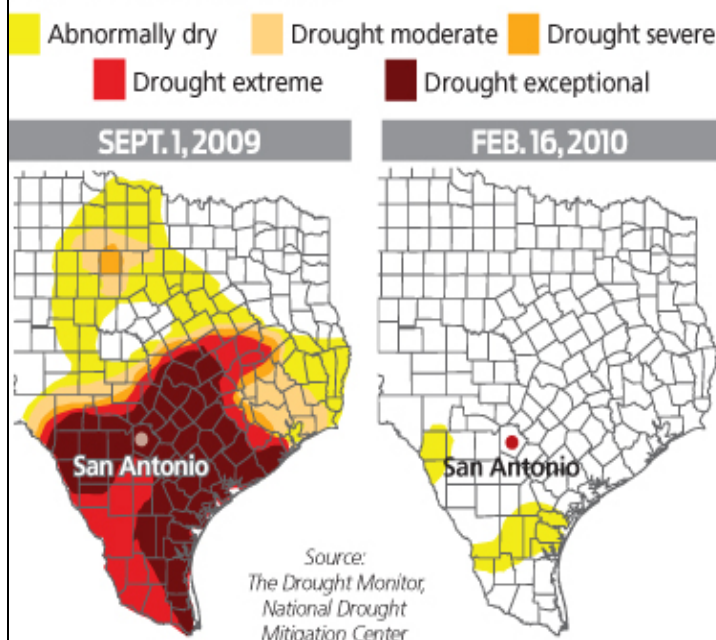 Abnormally dry Drought moderate Drought severe
Drought extreme Drought exceptional
SEPT. 1, 2009 FEB. 16, 2010
San Antonio San Antonio
Source:
The Drought Monitor,
National Drought
Mitigation Center